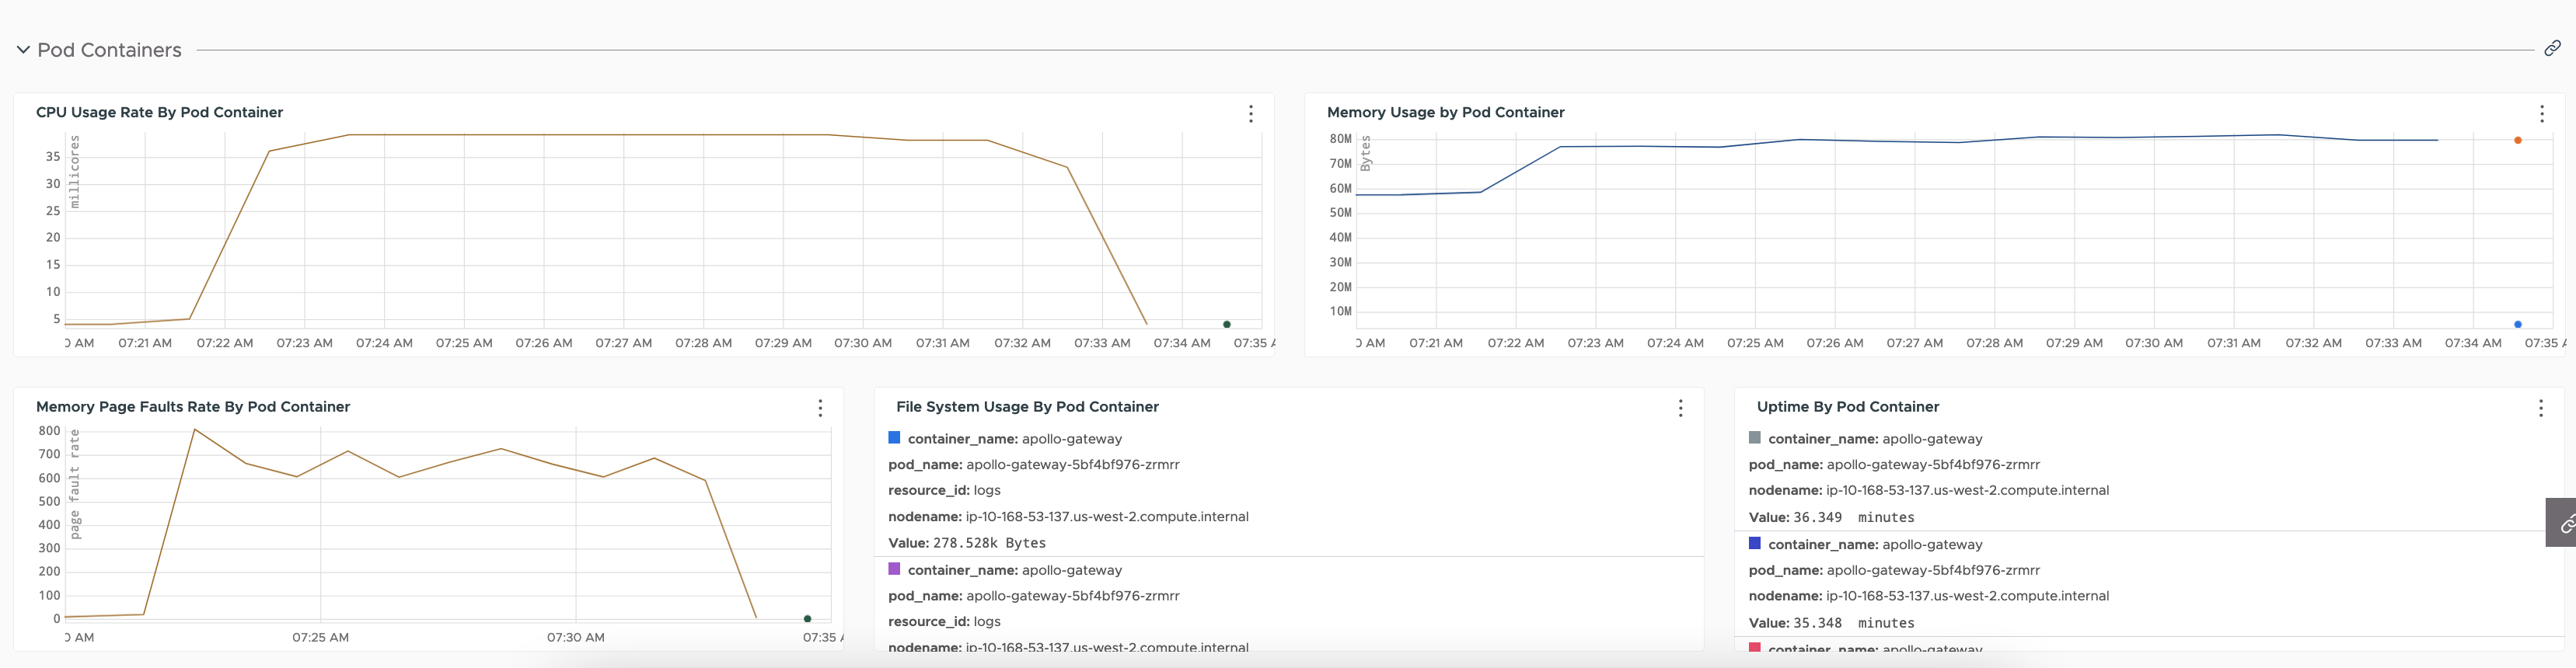 Pod Containers
CPU Usage Rate By Pod Container
millicores
35
30
25
20
15
10
5
0 AM 07:21 AM 07:22 AM 07:23 AM 07:24 AM 07:25 AM 07:26 AM 07:27 AM 07:28 AM 07:29 AM 07:30 AM 07:31 AM 07:32 AM 07:33 AM 07:34 AM 07:35
Memory Usage by Pod Container
Bytes
80M
70M
60M
50M
40M
30M
20M
10M
0 AM 07:21 AM 07:22 AM 07:23 AM 07:24 AM 07:25 AM 07:26 AM 07:27 AM 07:28 AM 07:29 AM 07:30 AM 07:31 AM 07:32 AM 07:33 AM 07:34 AM 07:35
Memory Page Faults Rate By Pod Container
page fault rate
800
700
600
500
400
300
200
100
0
0 AM 07:25 AM 07:30 AM 07:35
File System Usage By Pod Container
container_name: apollo-gateway
pod_name: apollo-gateway-5bf4bf976-zrmrr
resource_id: logs
nodename: ip-10-168-53-137.us-west-2.compute.internal
Value: 278.528k Bytes
container_name: apollo-gateway
pod_name: apollo-gateway-5bf4bf976-zrmrr
resource_id: logs
nodename: ip-10-168-53-137.us-west-2.compute.internal
Uptime By Pod Container
container_name: apollo-gateway
pod_name: apollo-gateway-5bf4bf976-zrmrr
nodename: ip-10-168-53-137.us-west-2.compute.internal
Value: 36.349 minutes
container_name: apollo-gateway
pod_name: apollo-gateway-5bf4bf976-zrmrr
nodename: ip-10-168-53-137.us-west-2.compute.internal
Value: 35.348 minutes
container_name: apollo-gateway